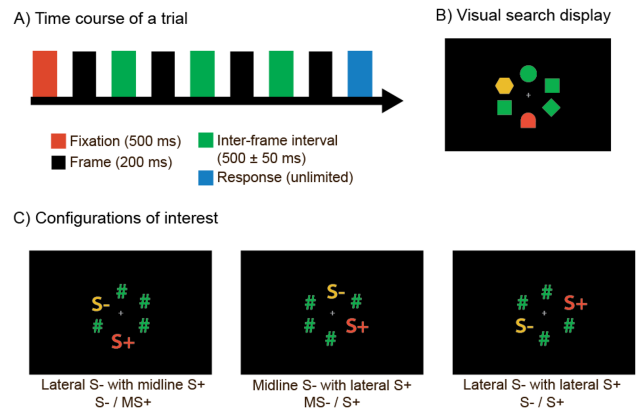 A) Time course of a trial
B) Visual search display
Fixation (500 ms)
Frame (200 ms)
Inter-frame interval
(500 ± 50 ms)
Response (unlimited)
C) Configurations of interest
S-
#
#
#
#
S+
S-
#
#
#
S+
#
#
#
S+
#
S-
#
#
Lateral S- with midline S+
S- / MS+
Midline S- with lateral S+
MS- / S+
Lateral S- with lateral S+
S- / S+